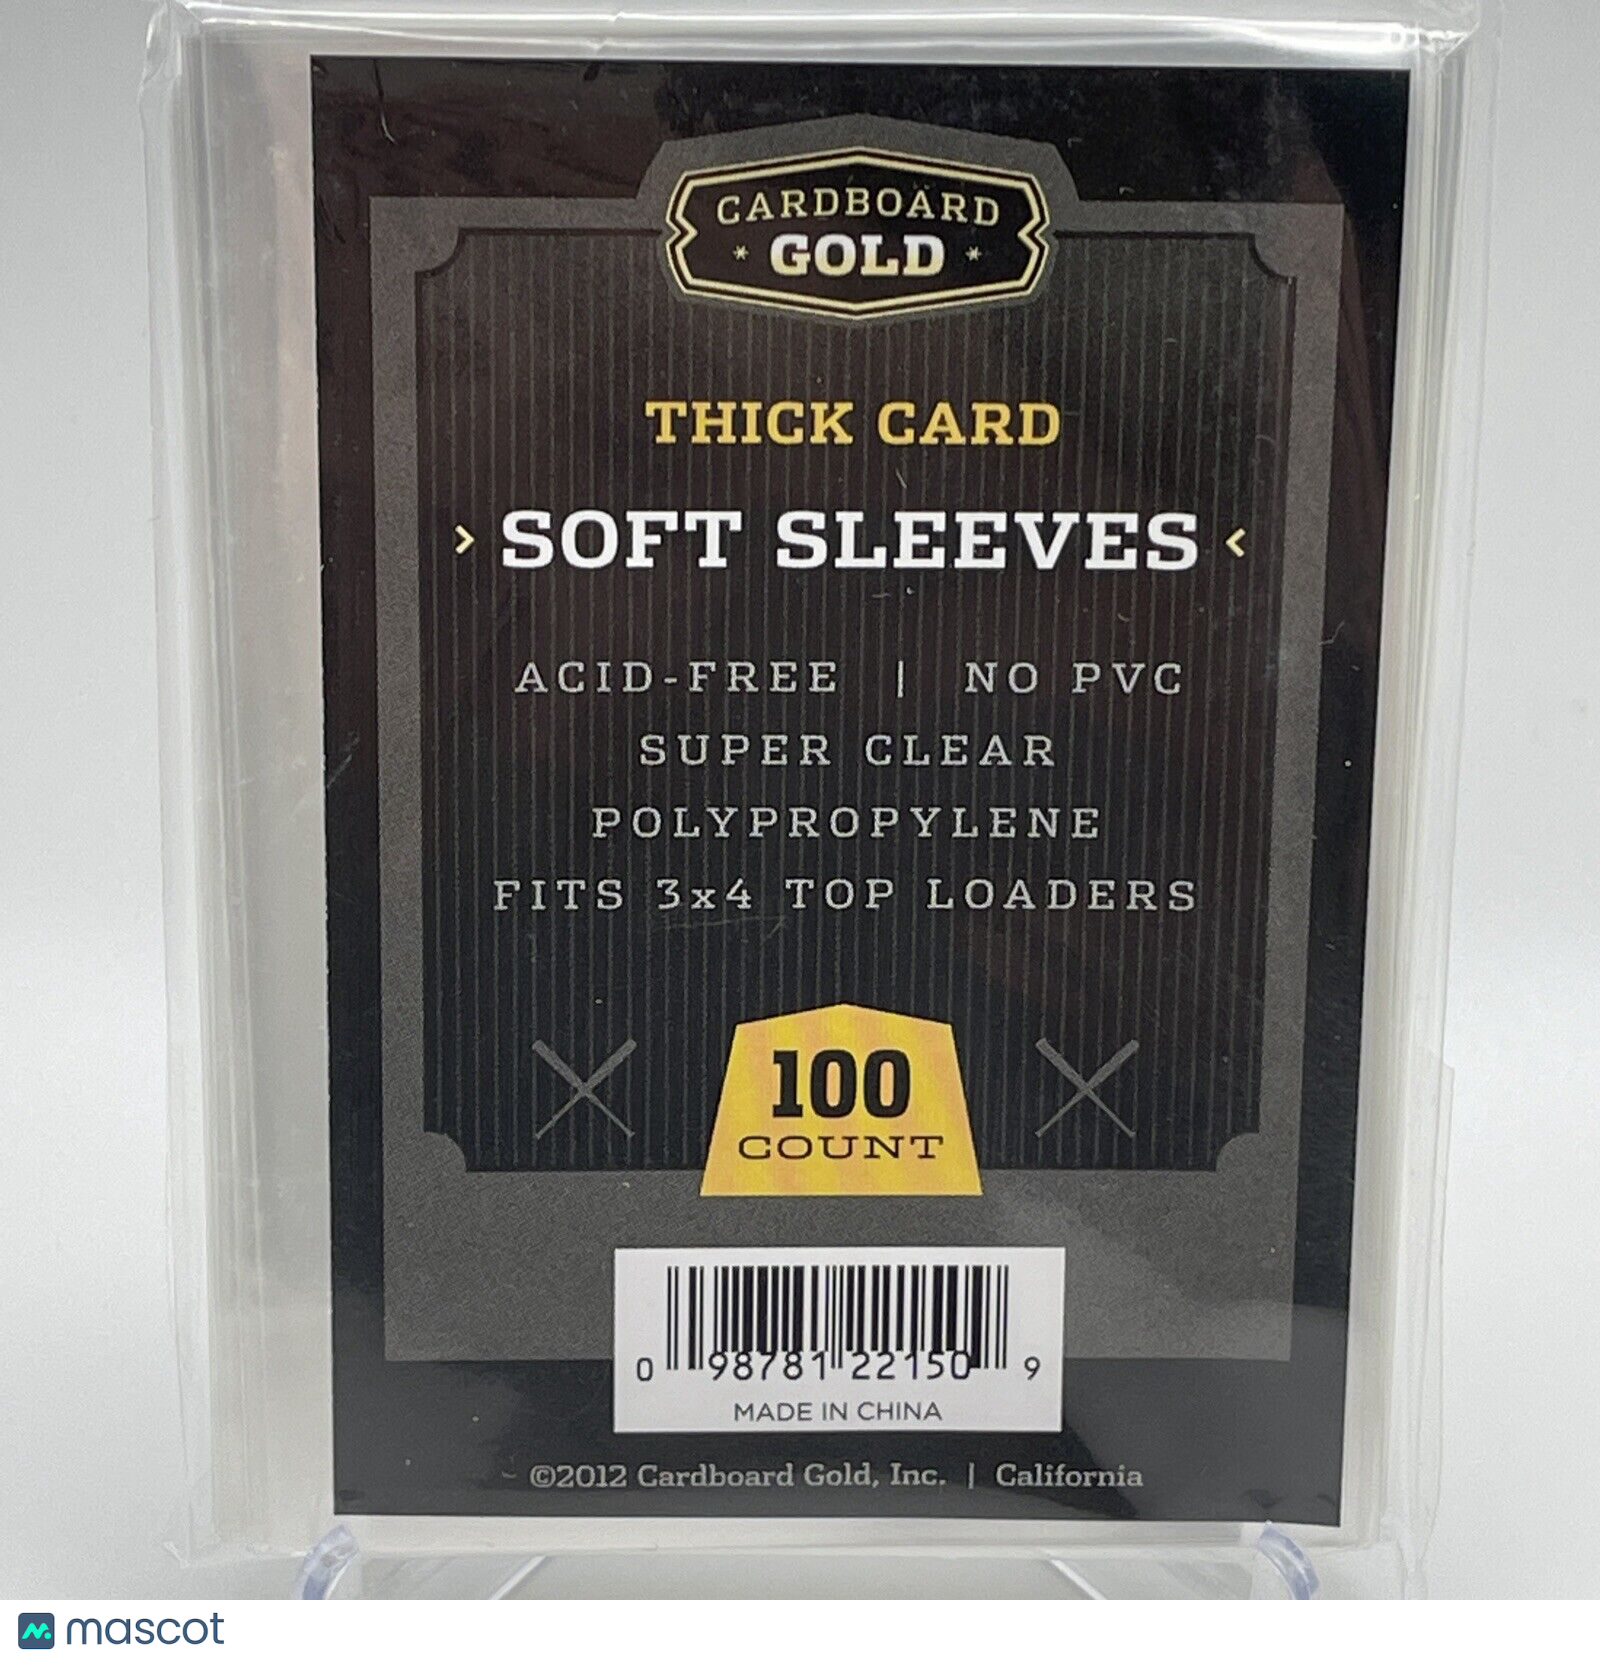 CARDBOARD
* GOLD *
THICK CARD
› SOFT SLEEVES ‹
ACID-FREE | NO PVC
SUPER CLEAR
POLYPROPYLENE
FITS 3x4 TOP LOADERS
100
COUNT
0 98781 22150 9
MADE IN CHINA
©2012 Cardboard Gold, Inc. | California
mascot